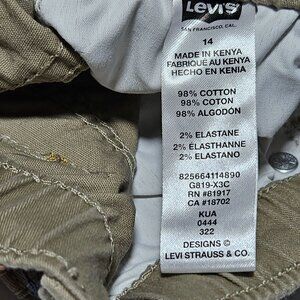 Levi's
SAN FRANCISCO, CAL.
14
MADE IN KENYA
FABRIQUÉ AU KENYA
HECHO EN KENIA
98% COTTON
98% COTON
98% ALGODÓN
2% ELASTANE
2% ÉLASTHANNE
2% ELASTANO
825664114890
G819-X3C
RN #81917
CA #18702
KUA
0444
322
DESIGNS ©
LEVI STRAUSS & CO.